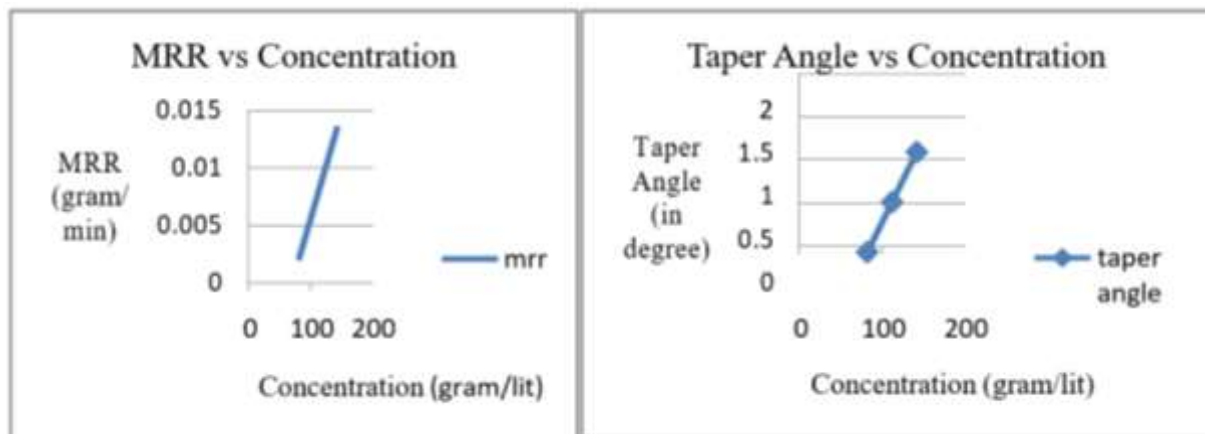 MRR vs Concentration
0.015
0.01
0.005
0
MRR
(gram/
min)
mrr
0 100 200
Concentration (gram/lit)
Taper Angle vs Concentration
2
1.5
1
0.5
0
Taper
Angle
(in
degree)
taper
angle
0 100 200
Concentration (gram/lit)